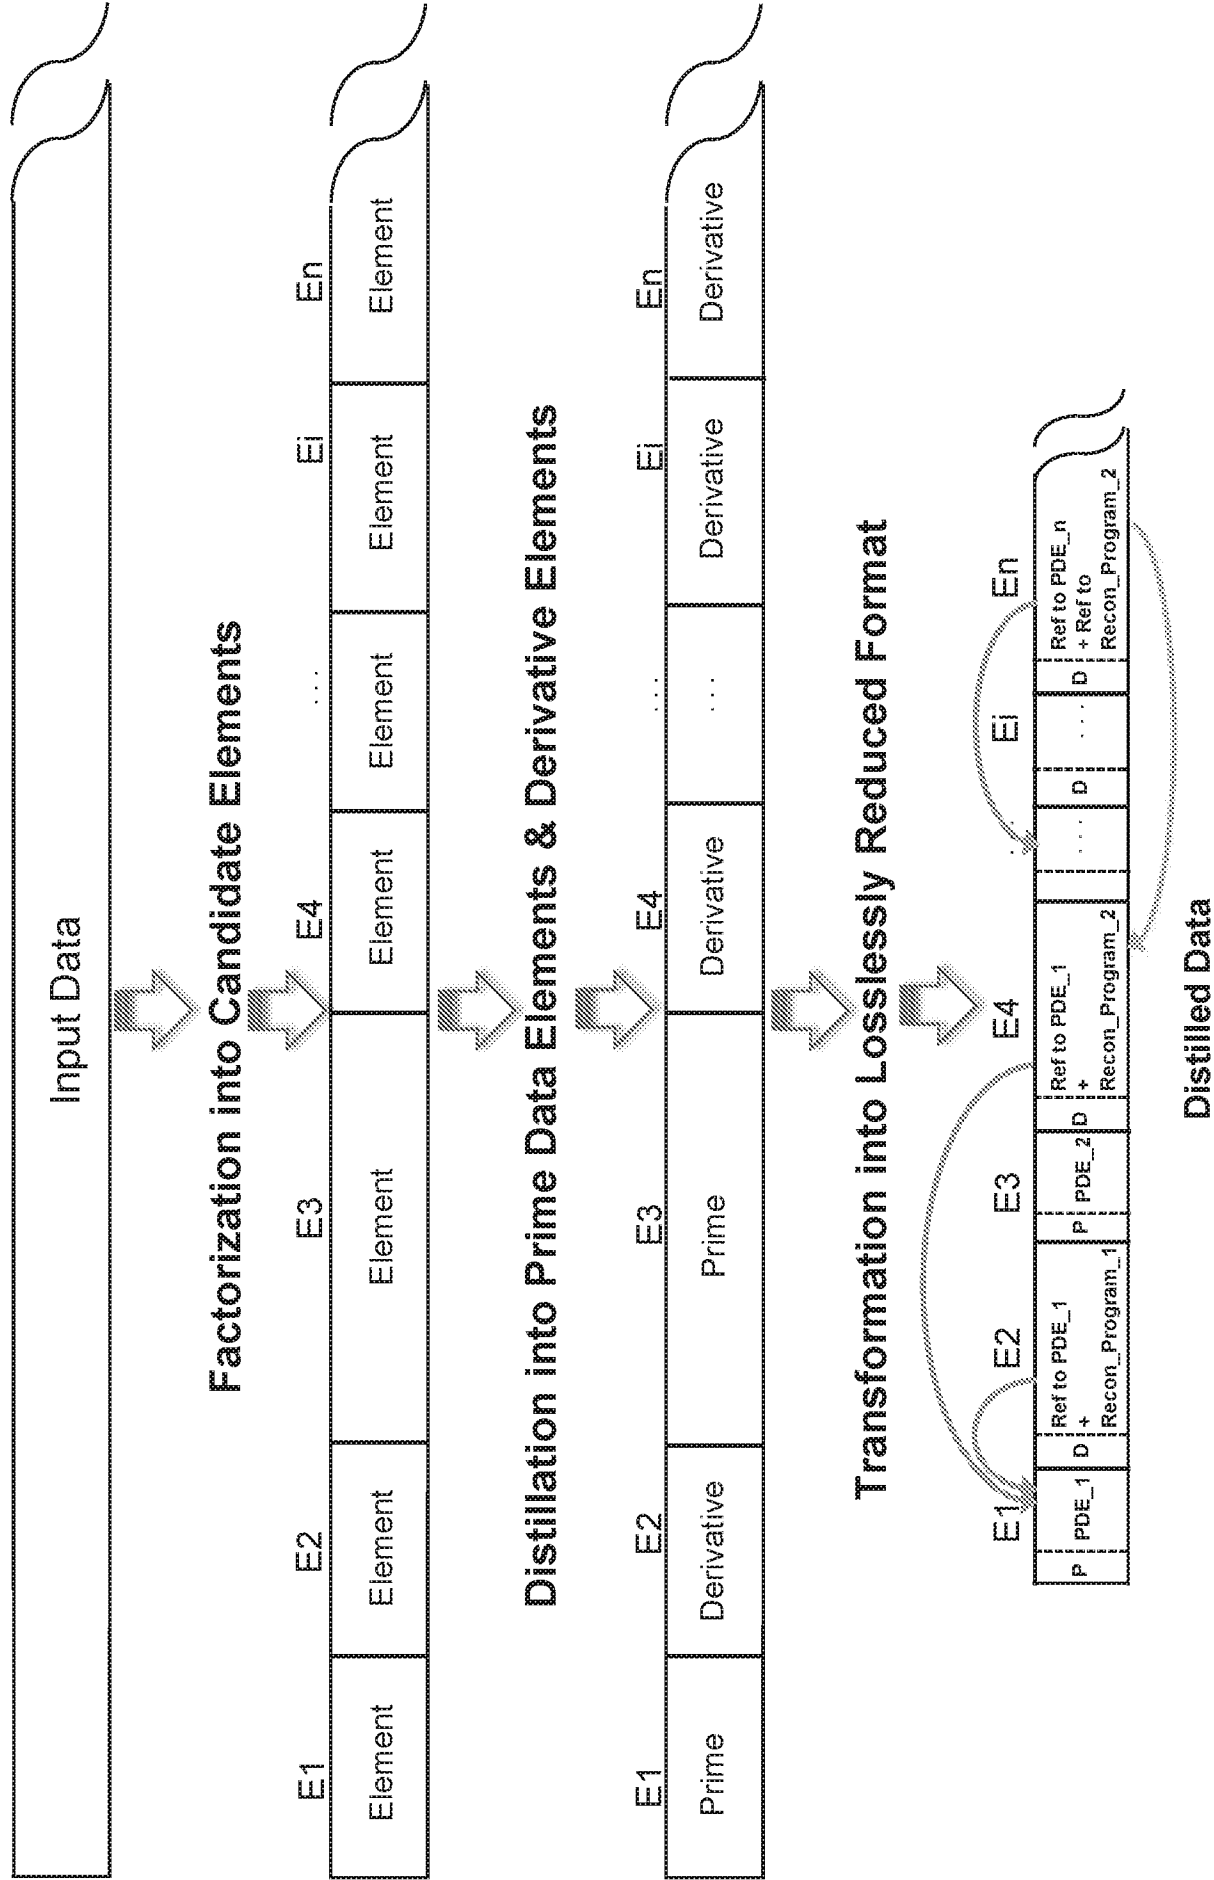 Input Data
Factorization into Candidate Elements
E1 E2 E3 E4 ... Ei En
Element Element Element Element Element Element Element
Distillation into Prime Data Elements & Derivative Elements
E1 E2 E3 E4 ... Ei En
Prime Derivative Prime Derivative ... Derivative Derivative
Transformation into Losslessly Reduced Format
E1 E2 E3 E4 ... Ei En
P PDE_1
D Ref to PDE_1
+
Recon_Program_1
P PDE_2
D Ref to PDE_1
+
Recon_Program_2
...
D ...
D Ref to PDE_n
+ Ref to
Recon_Program_2
Distilled Data